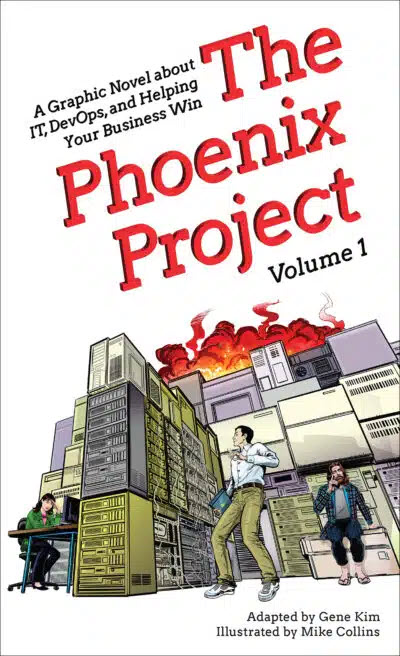 A Graphic Novel about
IT, DevOps, and Helping
Your Business Win
The
Phoenix
Project
Volume 1
Adapted by Gene Kim
Illustrated by Mike Collins